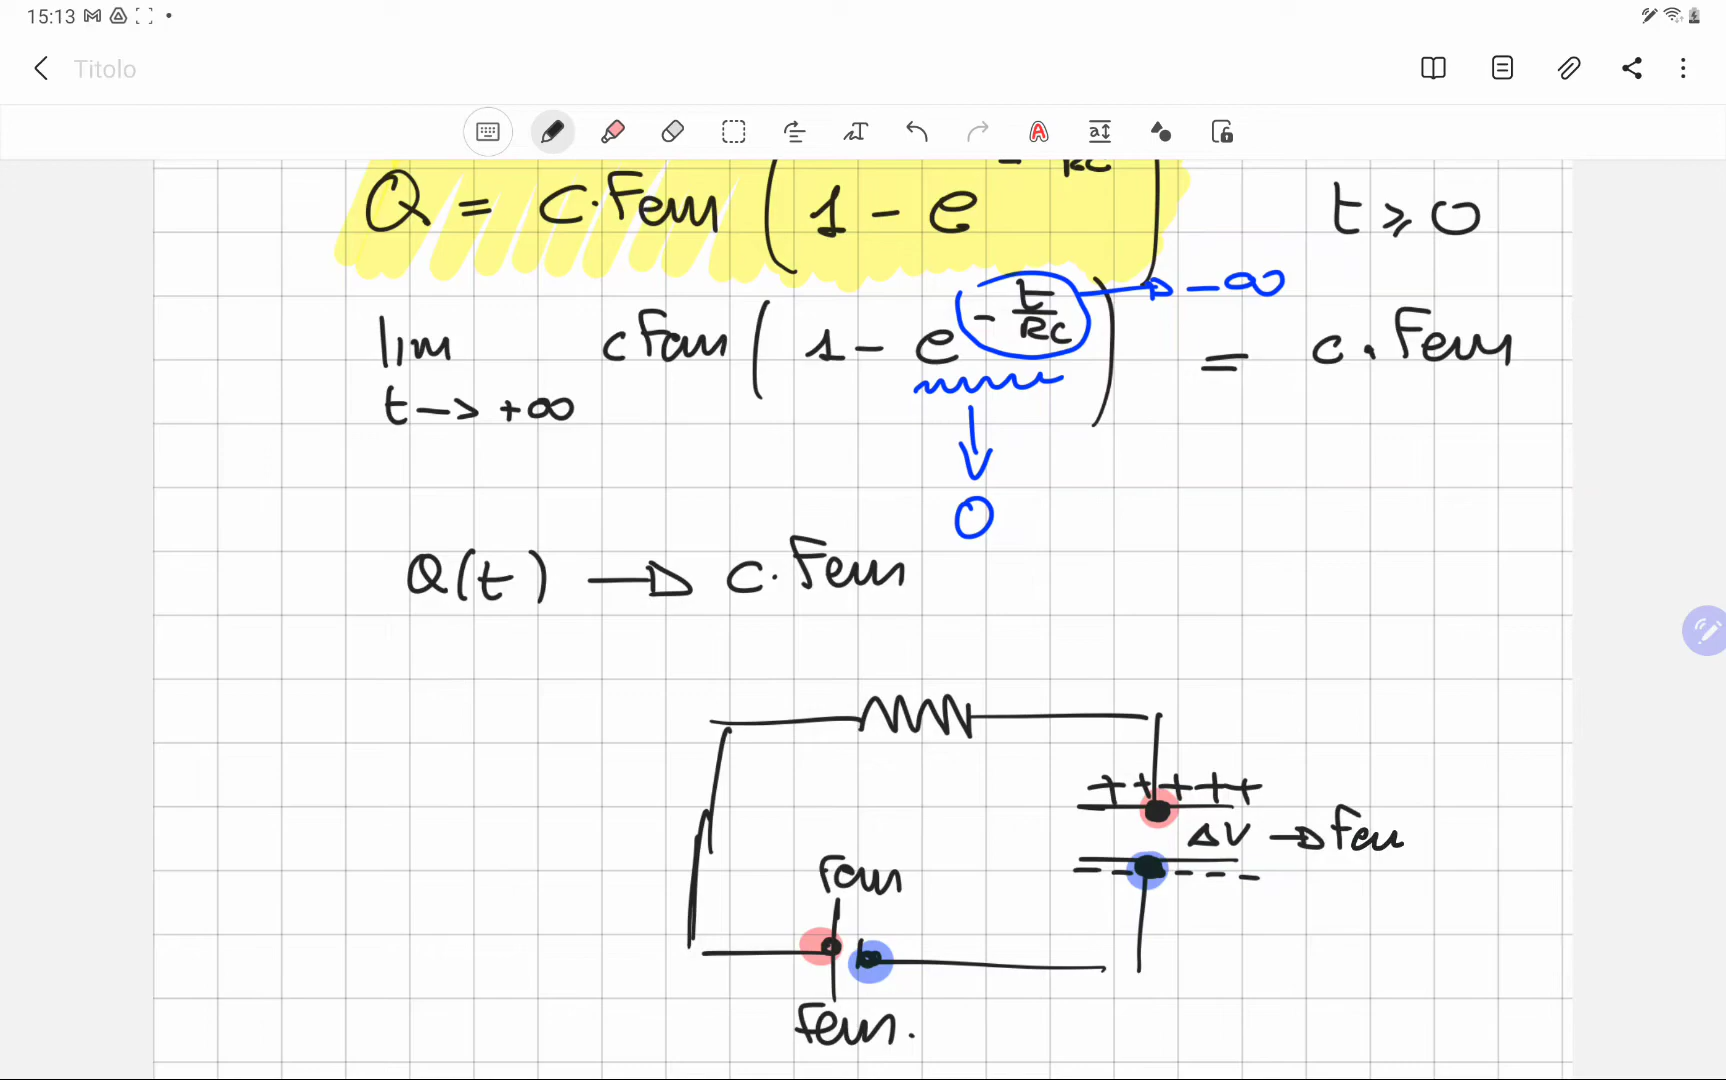 15:13
Titolo
Q = C·Fem (1 - e^(- t/RC)) t ≥ 0
lim t → +∞ cFem (1 - e^(- t/RC)) = c·Fem
→ -∞
↓
0
Q(t) → c·Fem
+ + + + +
ΔV → Fem
- - - - -
Fem
Fem.